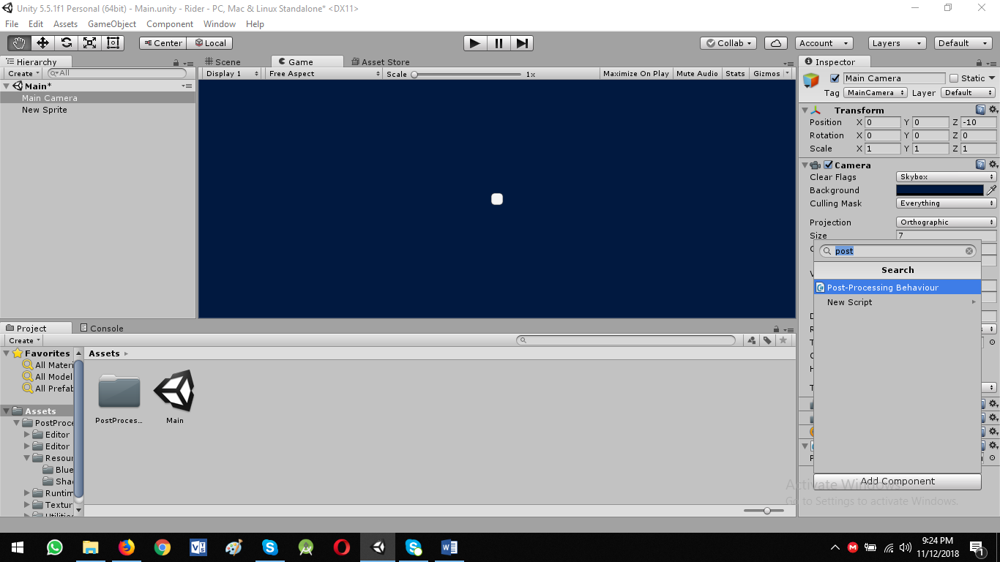 Unity 5.5.1f1 Personal (64bit) - Main.unity - Rider - PC, Mac & Linux Standalone* <DX11>
File Edit Assets GameObject Component Window Help
Center Local Collab Account Layers Default
Hierarchy
Create All
Main*
Main Camera
New Sprite
Scene Game Asset Store
Display 1 Free Aspect Scale 1x Maximize On Play Mute Audio Stats Gizmos
Inspector
Main Camera Static
Tag MainCamera Layer Default
Transform
Position X 0 Y 0 Z -10
Rotation X 0 Y 0 Z 0
Scale X 1 Y 1 Z 1
Camera
Clear Flags Skybox
Background
Culling Mask Everything
Projection Orthographic
Size 7
post
Search
Post-Processing Behaviour
New Script
Add Component
Project Console
Create
Favorites
All Materi
All Model
All Prefab
Assets
PostProce
Editor
Editor
Resour
Blue
Shad
Runtim
Textur
Utilities
Assets
PostProces...
Main
Activate Windows
Go to Settings to activate Windows.
9:24 PM
11/12/2018
1